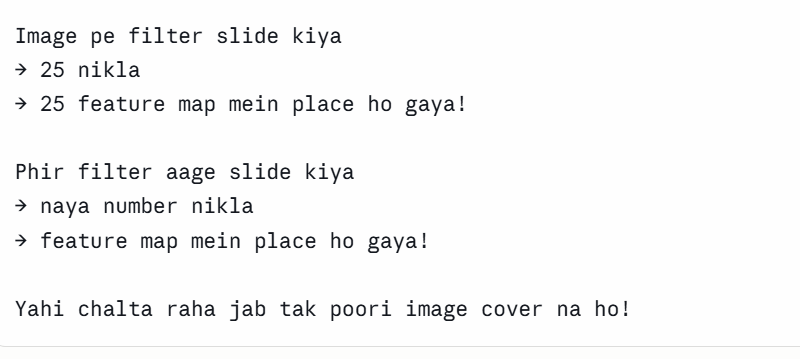 Image pe filter slide kiya
→ 25 nikla
→ 25 feature map mein place ho gaya!
Phir filter aage slide kiya
→ naya number nikla
→ feature map mein place ho gaya!
Yahi chalta raha jab tak poori image cover na ho!